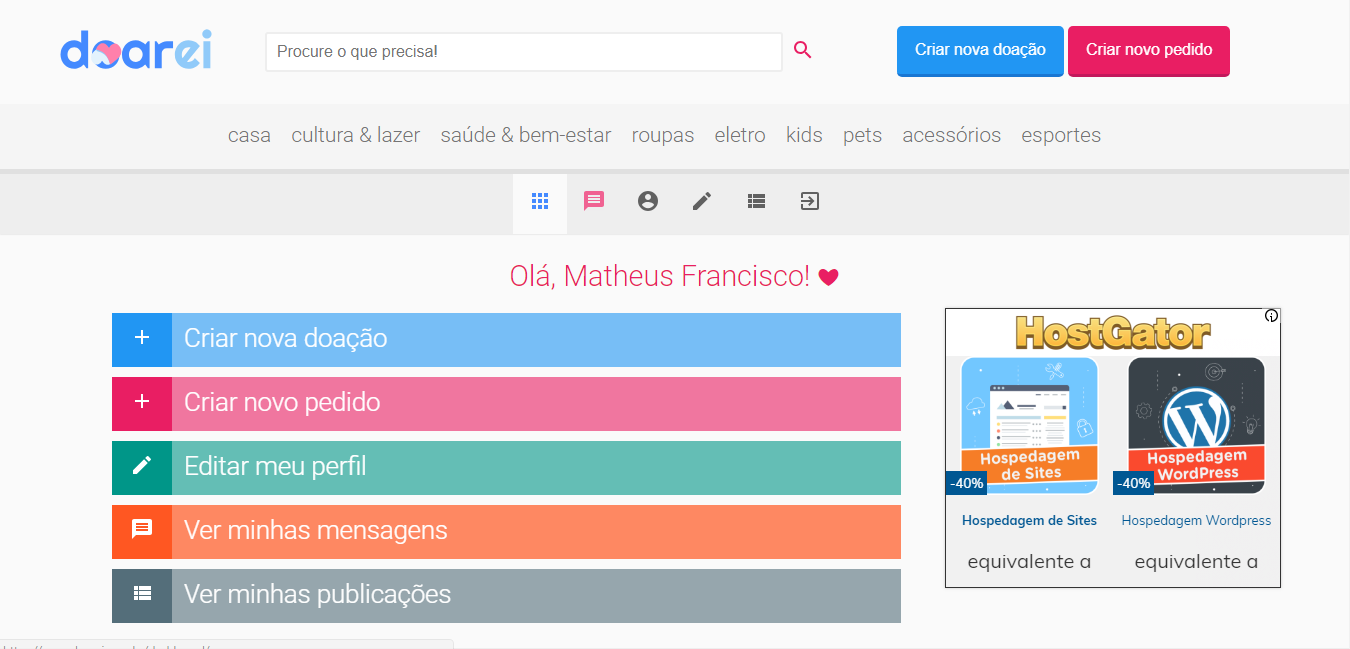 doarei
Procure o que precisa!
Criar nova doação
Criar novo pedido
casa cultura & lazer saúde & bem-estar roupas eletro kids pets acessórios esportes
Olá, Matheus Francisco!
Criar nova doação
Criar novo pedido
Editar meu perfil
Ver minhas mensagens
Ver minhas publicações
HostGator
Hospedagem
de Sites
-40%
Hospedagem de Sites
equivalente a
W
Hospedagem
WordPress
-40%
Hospedagem Wordpress
equivalente a